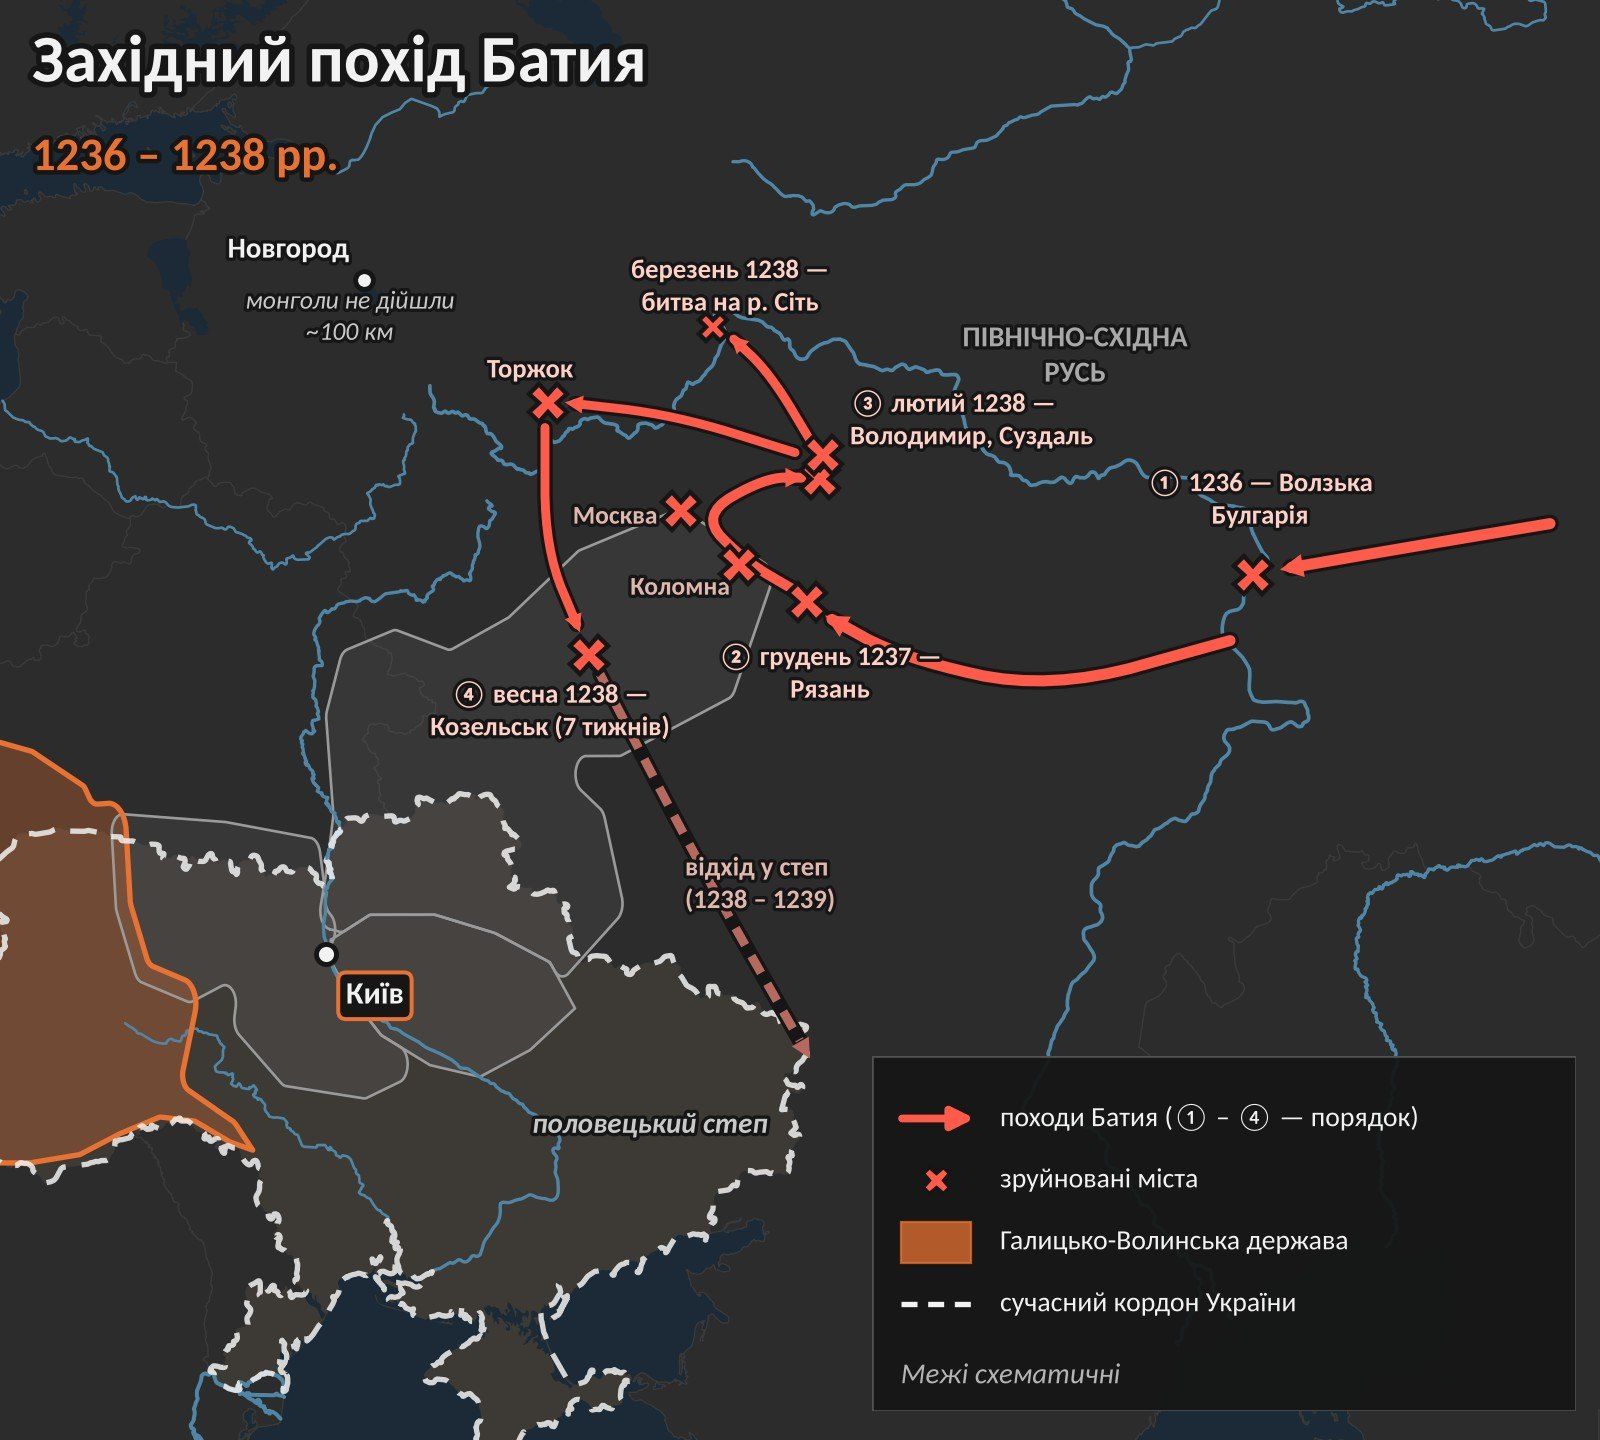 Західний похід Батия
1236 – 1238 рр.
Новгород
монголи не дійшли
~100 км
березень 1238 —
битва на р. Сіть
ПІВНІЧНО-СХІДНА
РУСЬ
Торжок
③ лютий 1238 —
Володимир, Суздаль
① 1236 — Волзька
Булгарія
Москва
Коломна
② грудень 1237 —
Рязань
④ весна 1238 —
Козельськ (7 тижнів)
відхід у степ
(1238 – 1239)
Київ
половецький степ
походи Батия (① – ④ — порядок)
зруйновані міста
Галицько-Волинська держава
сучасний кордон України
Межі схематичні